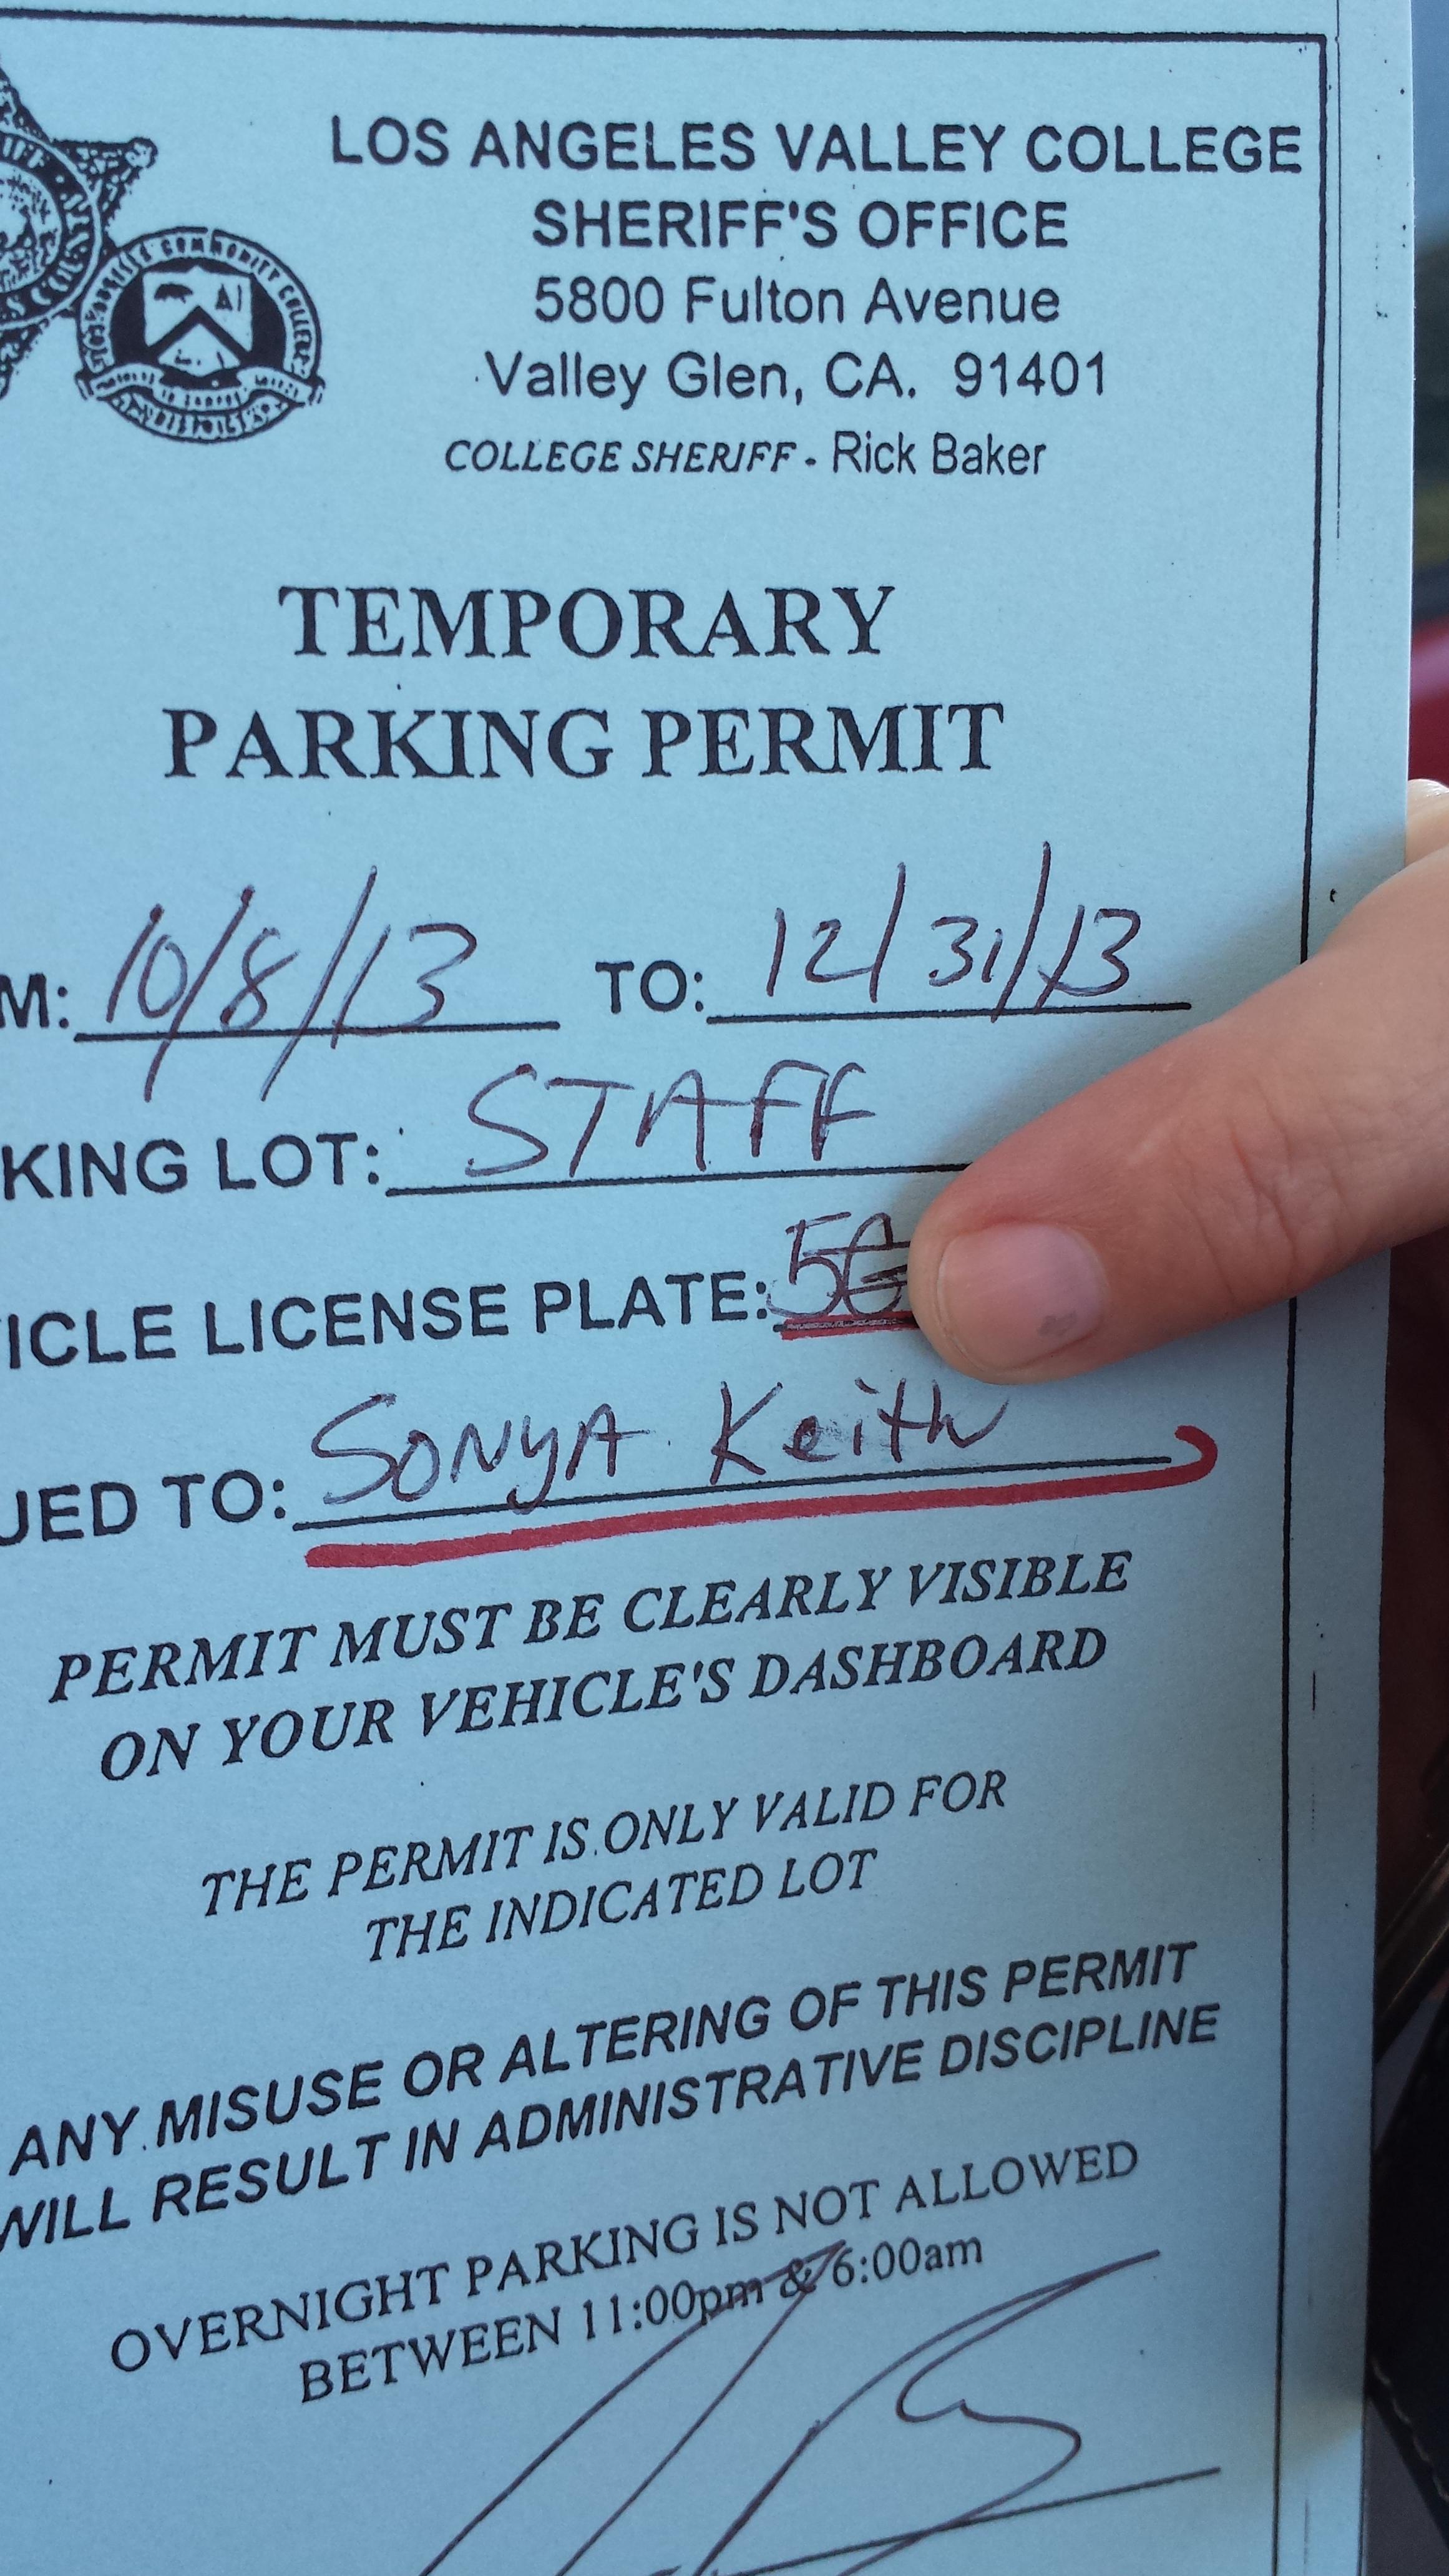 LOS ANGELES VALLEY COLLEGE
SHERIFF'S OFFICE
5800 Fulton Avenue
Valley Glen, CA. 91401
COLLEGE SHERIFF - Rick Baker
TEMPORARY
PARKING PERMIT
M: 10/8/13 TO: 12/31/13
KING LOT: STAFF
ICLE LICENSE PLATE: 5G
UED TO: SONYA Keith
PERMIT MUST BE CLEARLY VISIBLE
ON YOUR VEHICLE'S DASHBOARD
THE PERMIT IS ONLY VALID FOR
THE INDICATED LOT
ANY MISUSE OR ALTERING OF THIS PERMIT
WILL RESULT IN ADMINISTRATIVE DISCIPLINE
OVERNIGHT PARKING IS NOT ALLOWED
BETWEEN 11:00pm & 6:00am